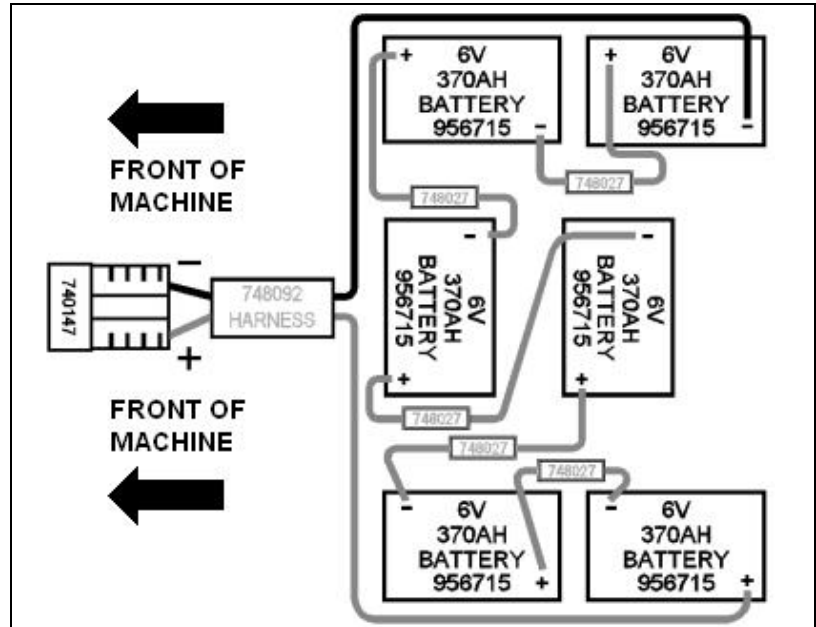 + 6V
370AH
BATTERY
956715 -
+ 6V
370AH
BATTERY
956715 -
FRONT OF
MACHINE
748027
748027
-
6V
370AH
BATTERY
956715
+
-
6V
370AH
BATTERY
956715
+
740147
-
+
748092
HARNESS
FRONT OF
MACHINE
748027
748027
748027
- 6V
370AH
BATTERY
956715 +
- 6V
370AH
BATTERY
956715 +